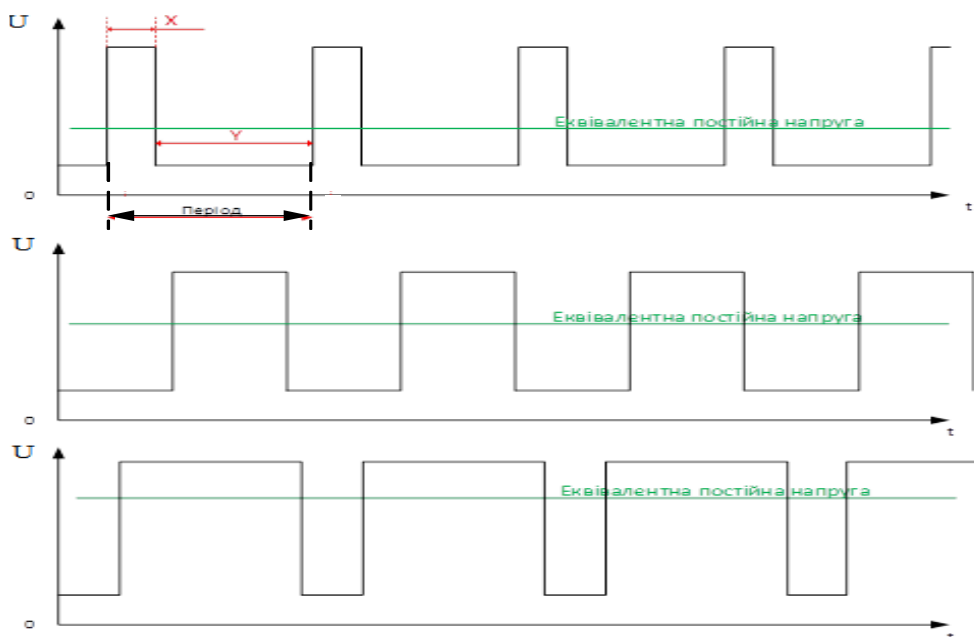 U
X
Еквівалентна постійна напруга
Y
0
t
Період
U
Еквівалентна постійна напруга
0
t
U
Еквівалентна постійна напруга
0
t